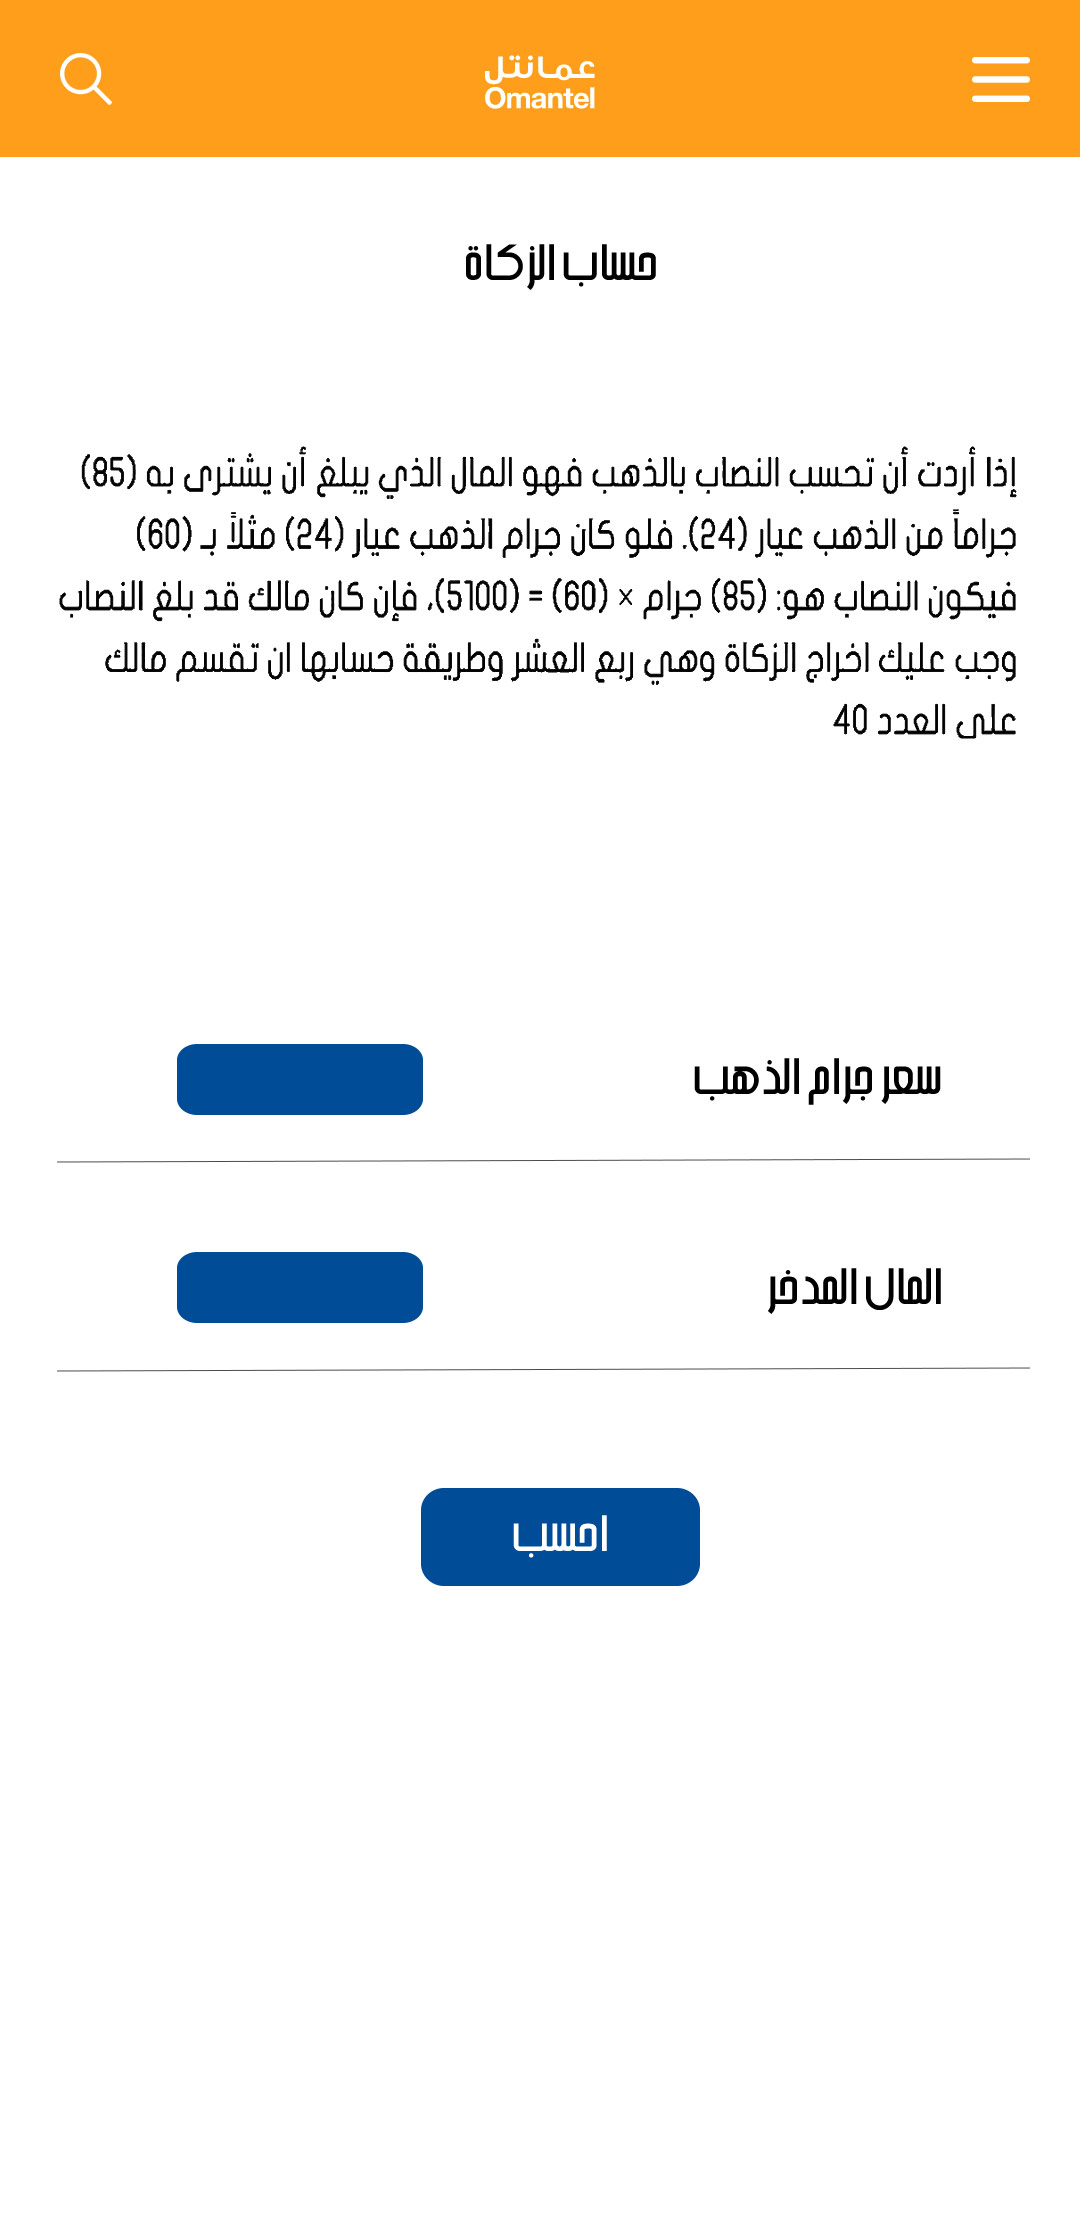 عمانتل
Omantel
حساب الزكاة
إذا أردت أن تحسب النصاب بالذهب فهو المال الذي يبلغ أن يشترى به (85)
جراماً من الذهب عيار (24). فلو كان جرام الذهب عيار (24) مثلاً بـ (60)
فيكون النصاب هو: (85) جرام × (60) = (5100)، فإن كان مالك قد بلغ النصاب
وجب عليك اخراج الزكاة وهي ربع العشر وطريقة حسابها ان تقسم مالك
على العدد 40
سعر جرام الذهب
المال المدخر
احسب